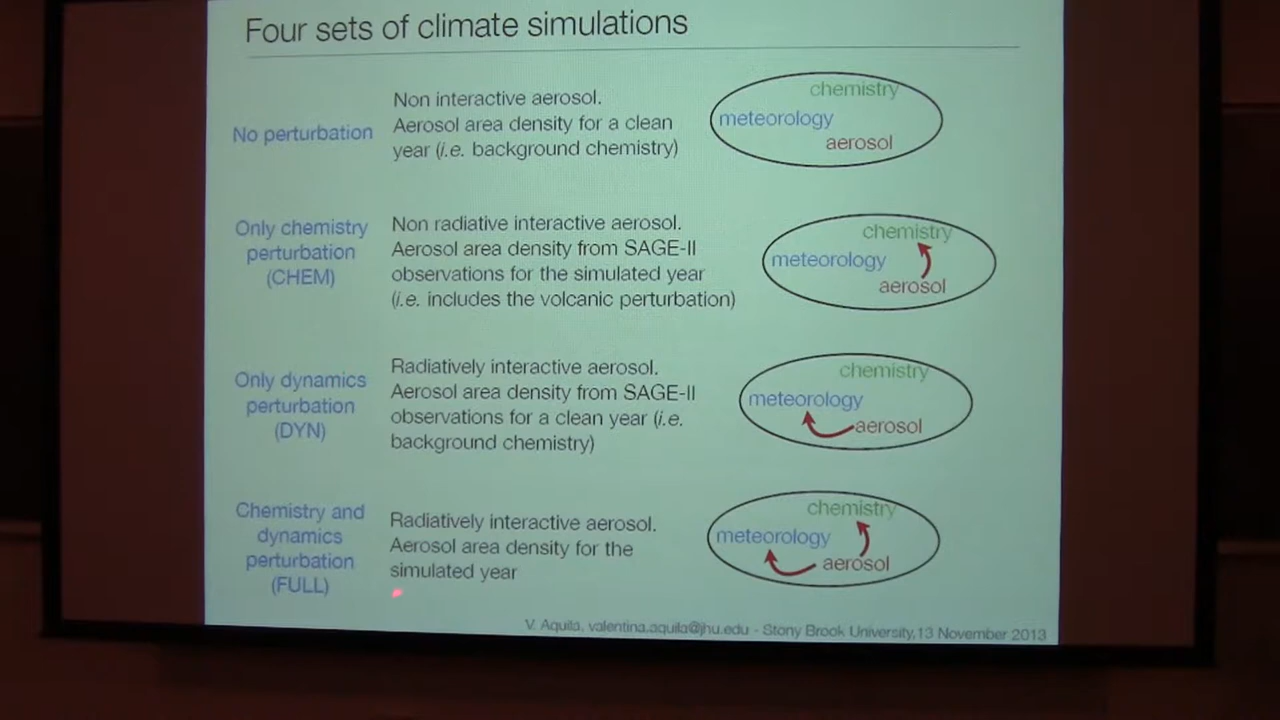 Four sets of climate simulations
No perturbation
Non interactive aerosol.
Aerosol area density for a clean
year (i.e. background chemistry)
chemistry
meteorology
aerosol
Only chemistry
perturbation
(CHEM)
Non radiative interactive aerosol.
Aerosol area density from SAGE-II
observations for the simulated year
(i.e. includes the volcanic perturbation)
chemistry
meteorology
aerosol
Only dynamics
perturbation
(DYN)
Radiatively interactive aerosol.
Aerosol area density from SAGE-II
observations for a clean year (i.e.
background chemistry)
chemistry
meteorology
aerosol
Chemistry and
dynamics
perturbation
(FULL)
Radiatively interactive aerosol.
Aerosol area density for the
simulated year
chemistry
meteorology
aerosol
V. Aquila, valentina.aquila@jhu.edu - Stony Brook University, 13 November 2013